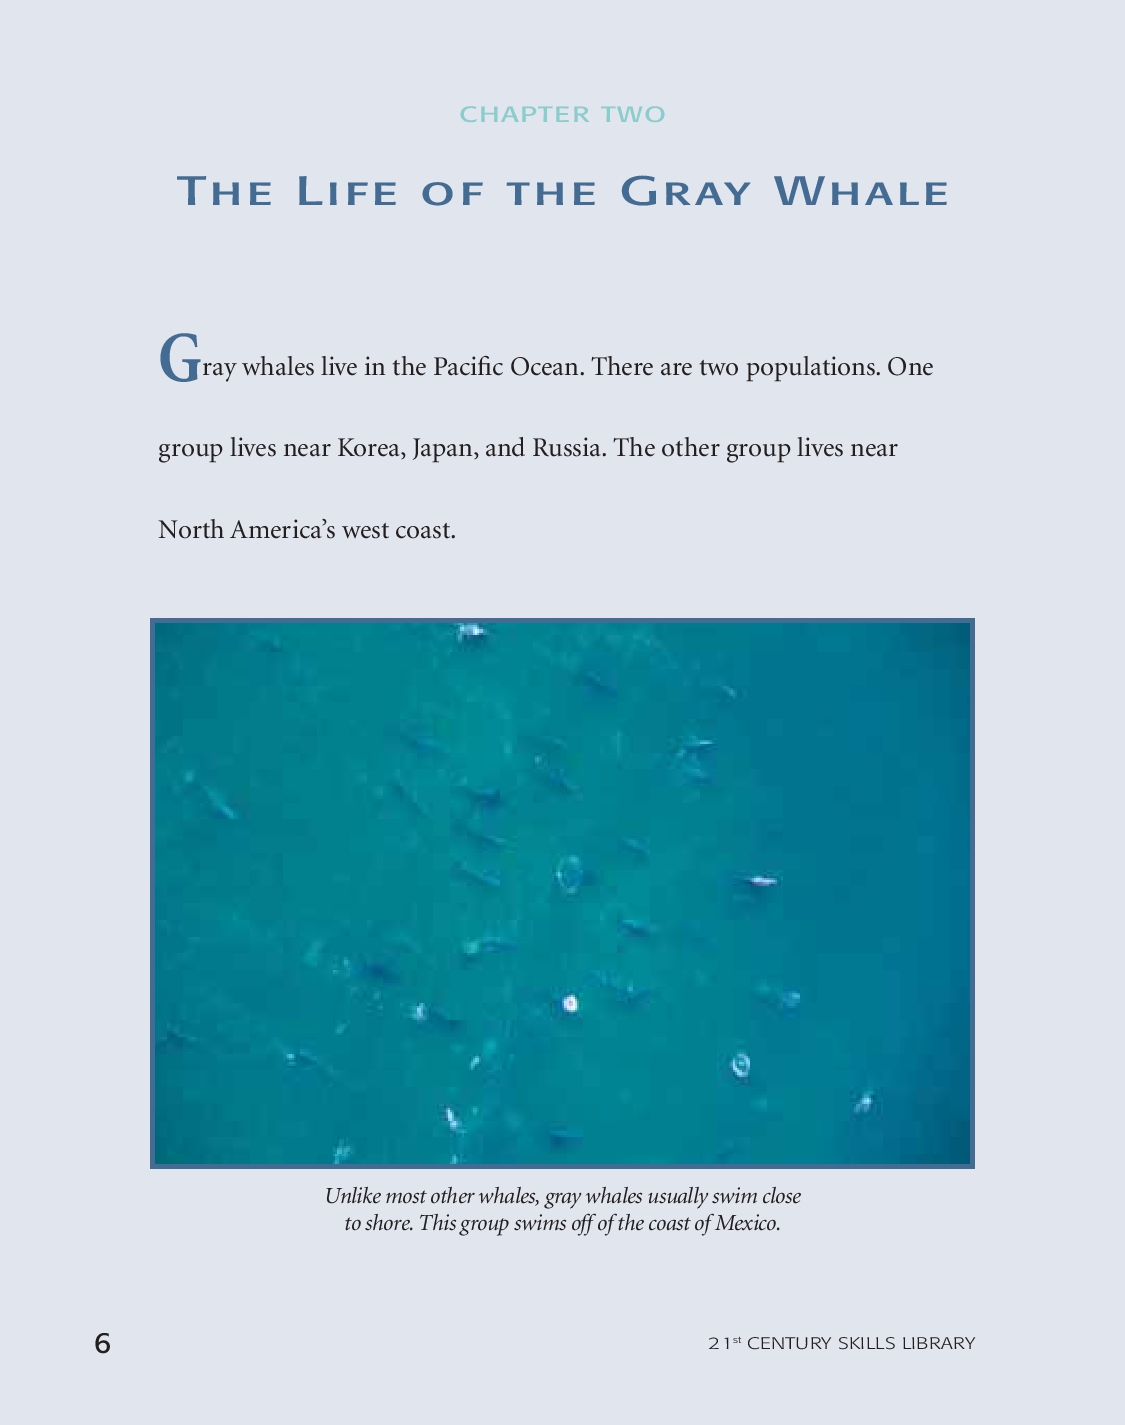 CHAPTER TWO
THE LIFE OF THE GRAY WHALE
Gray whales live in the Pacific Ocean. There are two populations. One
group lives near Korea, Japan, and Russia. The other group lives near
North America’s west coast.
Unlike most other whales, gray whales usually swim close
to shore. This group swims off of the coast of Mexico.
6
21st CENTURY SKILLS LIBRARY